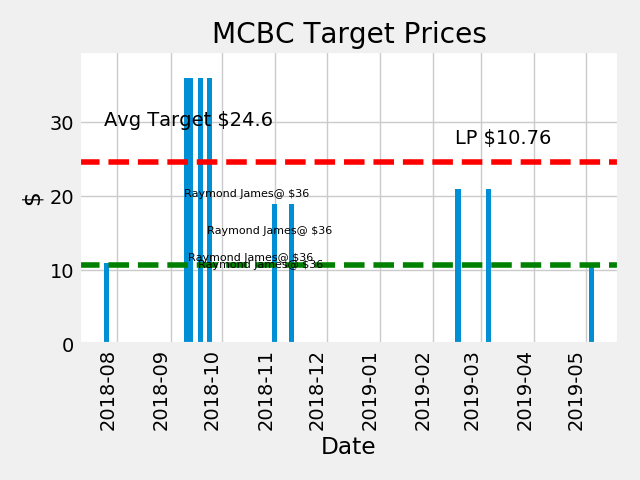 MCBC Target Prices
Avg Target $24.6
LP $10.76
Raymond James@ $36
Raymond James@ $36
Raymond James@ $36
Raymond James@ $36
$
30
20
10
0
2018-08
2018-09
2018-10
2018-11
2018-12
2019-01
2019-02
2019-03
2019-04
2019-05
Date